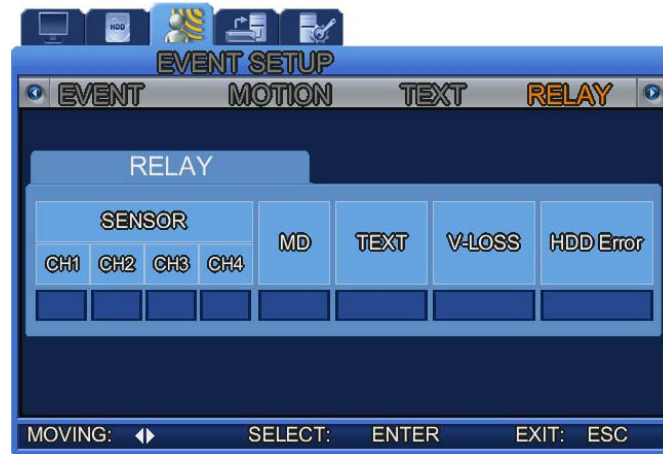 HDD
EVENT SETUP
EVENT MOTION TEXT RELAY
RELAY
SENSOR MD TEXT V-LOSS HDD Error
CH1 CH2 CH3 CH4
MOVING: SELECT: ENTER EXIT: ESC